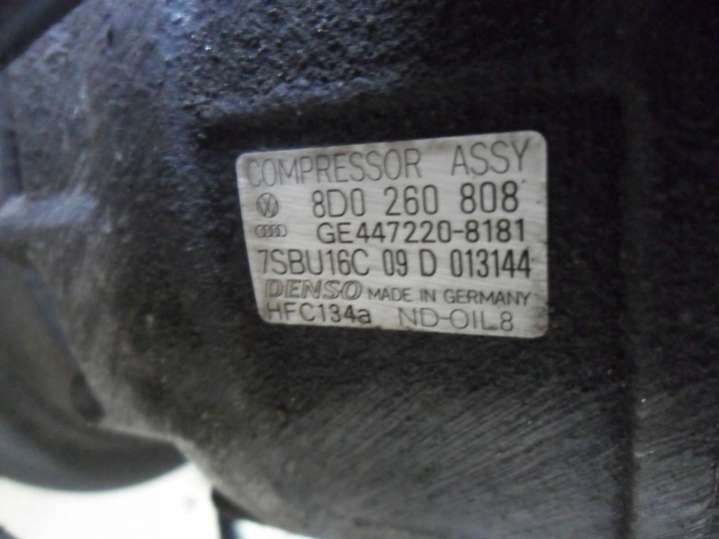 COMPRESSOR ASSY
8D0 260 808
GE447220-8181
7SBU16C 09 D 013144
DENSO MADE IN GERMANY
HFC134a ND-OIL8